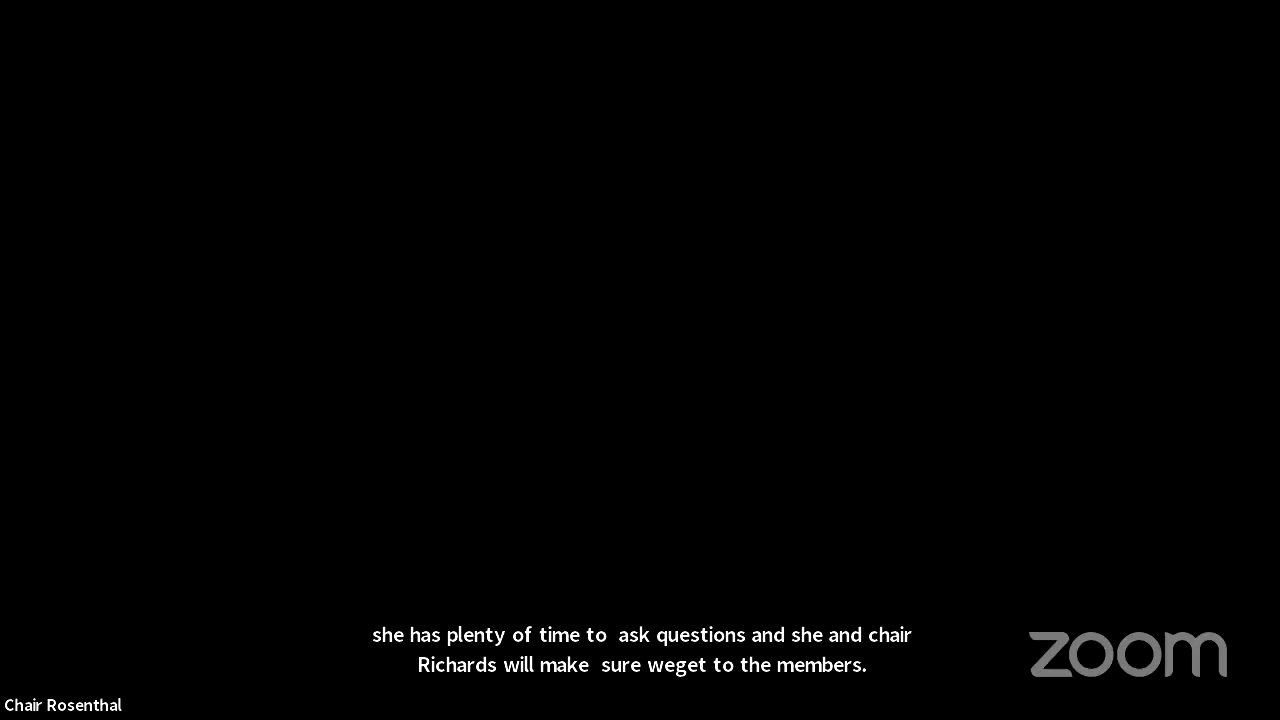 she has plenty of time to  ask questions and she and chair
Richards will make  sure weget to the members.
zoom
Chair Rosenthal